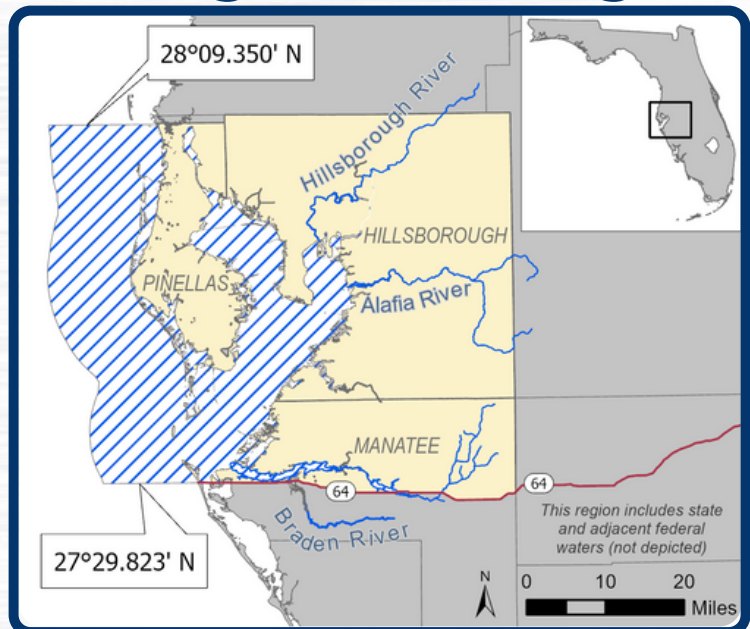 28°09.350' N
Hillsborough River
HILLSBOROUGH
PINELLAS
Alafia River
MANATEE
64
64
Braden River
27°29.823' N
This region includes state
and adjacent federal
waters (not depicted)
N
0 10 20
Miles